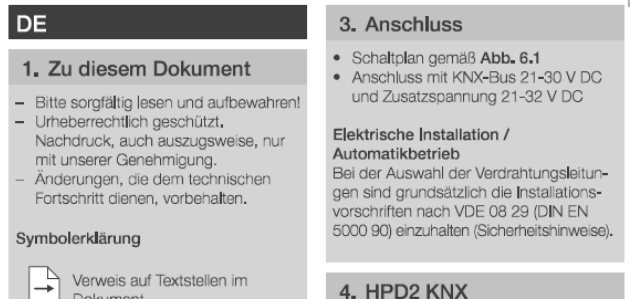 DE
1. Zu diesem Dokument
– Bitte sorgfältig lesen und aufbewahren!
– Urheberrechtlich geschützt.
Nachdruck, auch auszugsweise, nur
mit unserer Genehmigung.
– Änderungen, die dem technischen
Fortschritt dienen, vorbehalten.
Symbolerklärung
Verweis auf Textstellen im
Dokument
3. Anschluss
• Schaltplan gemäß Abb. 6.1
• Anschluss mit KNX-Bus 21-30 V DC
und Zusatzspannung 21-32 V DC
Elektrische Installation /
Automatikbetrieb
Bei der Auswahl der Verdrahtungsleitun-
gen sind grundsätzlich die Installations-
vorschriften nach VDE 08 29 (DIN EN
5000 90) einzuhalten (Sicherheitshinweise).
4. HPD2 KNX